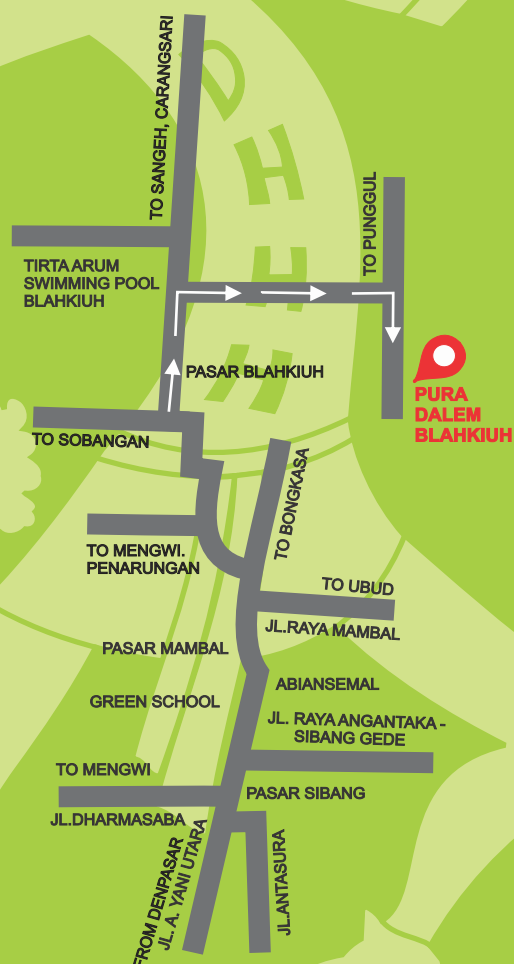 TO SANGEH, CARANGSARI
TO PUNGGUL
TIRTA ARUM
SWIMMING POOL
BLAHKIUH
PASAR BLAHKIUH
PURA
DALEM
BLAHKIUH
TO SOBANGAN
TO BONGKASA
TO MENGWI.
PENARUNGAN
TO UBUD
JL.RAYA MAMBAL
PASAR MAMBAL
ABIANSEMAL
GREEN SCHOOL
JL. RAYA ANGANTAKA -
SIBANG GEDE
TO MENGWI
PASAR SIBANG
JL.DHARMASABA
FROM DENPASAR
JL. A. YANI UTARA
JL.ANTASURA